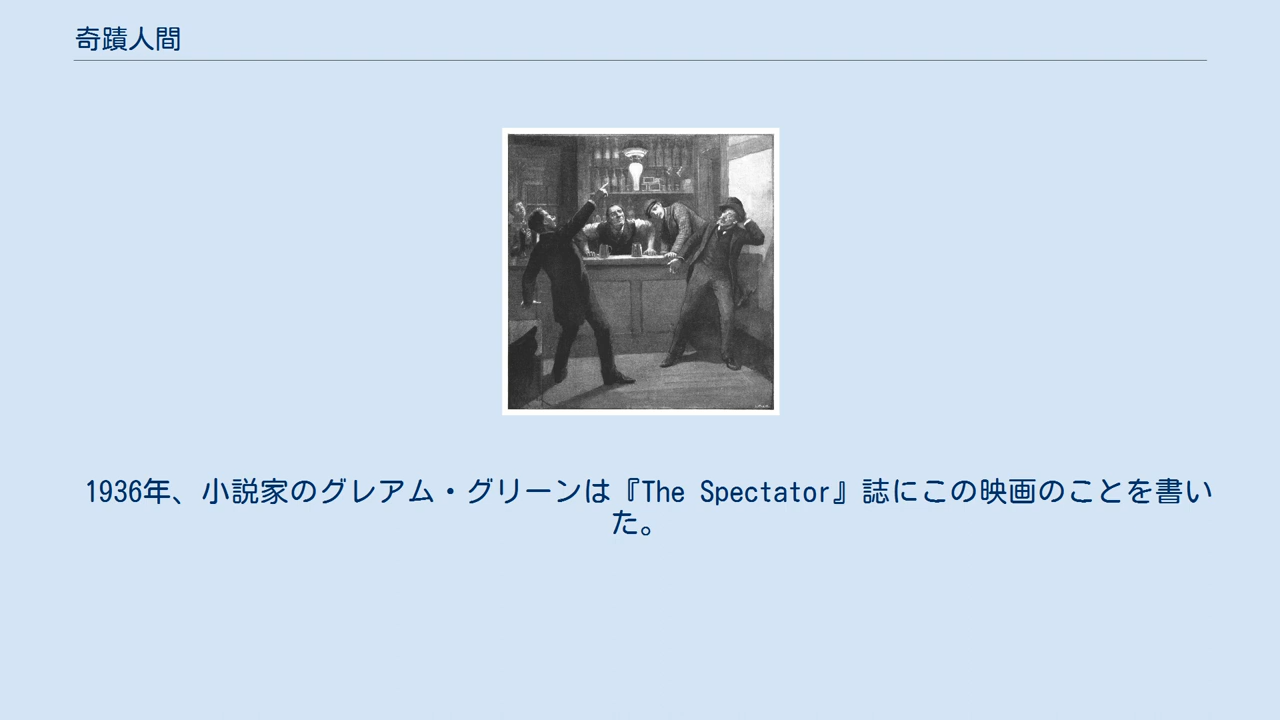 奇蹟人間
1936年、小説家のグレアム・グリーンは『The Spectator』誌にこの映画のことを書い
た。